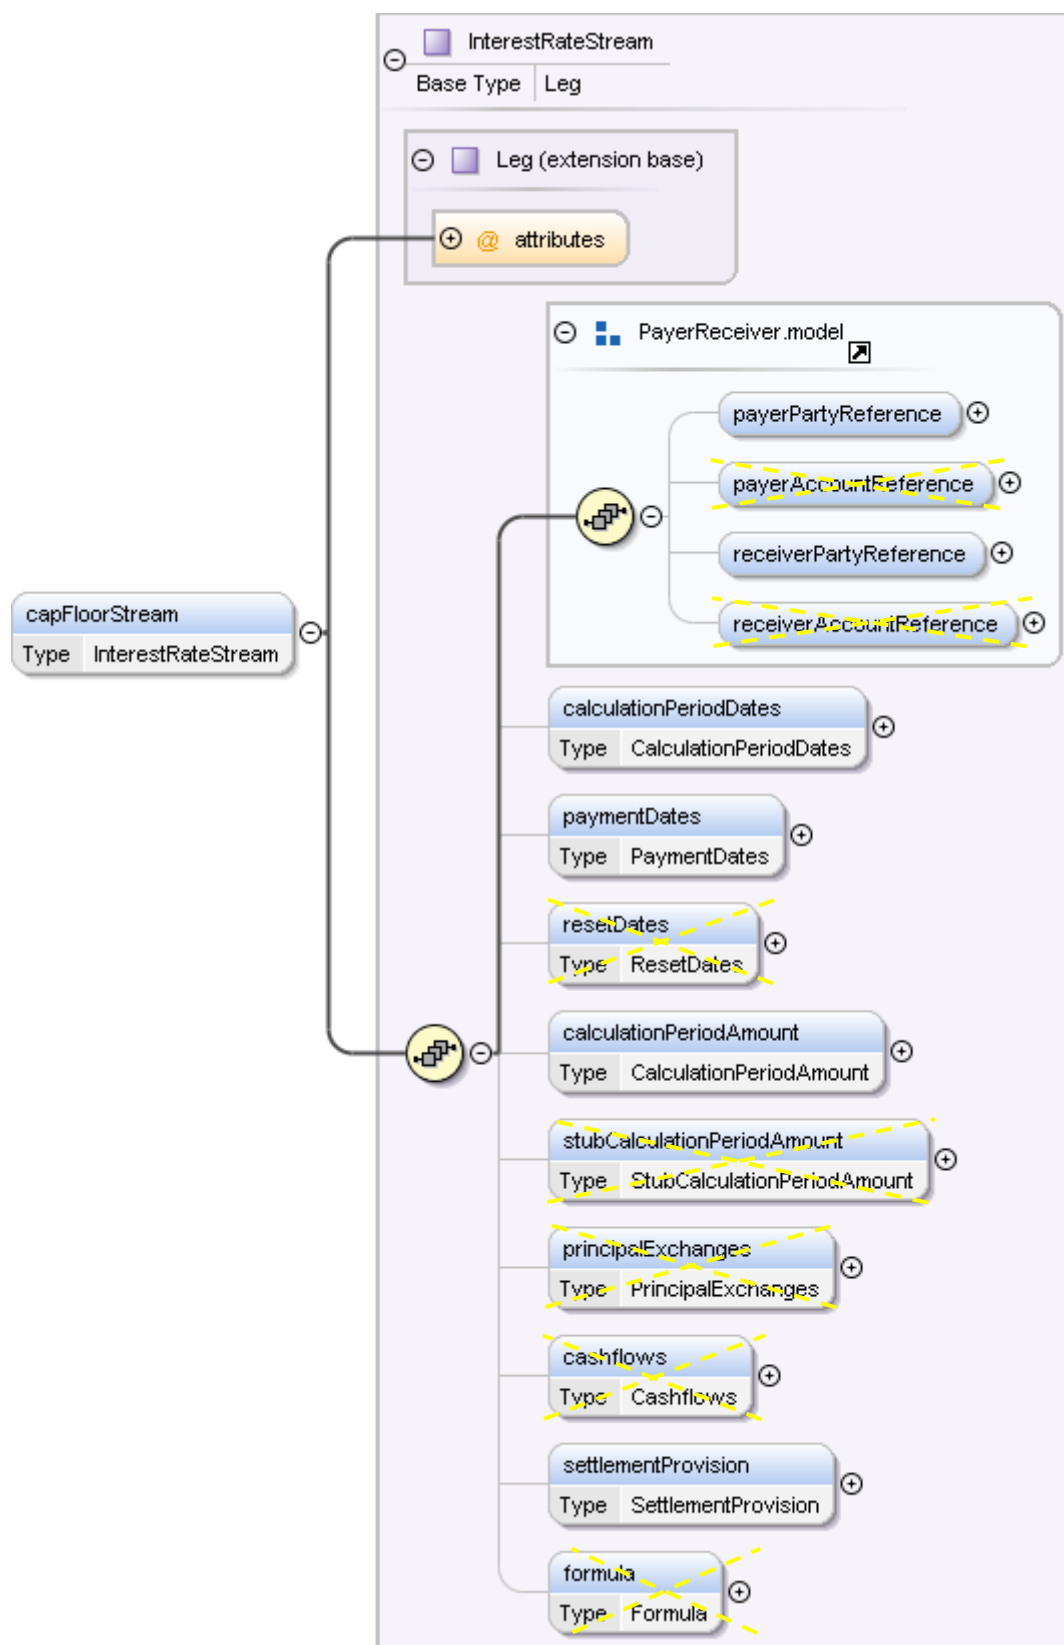 InterestRateStream
Base Type Leg
Leg (extension base)
@ attributes
PayerReceiver.model
payerPartyReference
payerAccountReference
receiverPartyReference
receiverAccountReference
capFloorStream
Type InterestRateStream
calculationPeriodDates
Type CalculationPeriodDates
paymentDates
Type PaymentDates
resetDates
Type ResetDates
calculationPeriodAmount
Type CalculationPeriodAmount
stubCalculationPeriodAmount
Type StubCalculationPeriodAmount
principalExchanges
Type PrincipalExchanges
cashflows
Type Cashflows
settlementProvision
Type SettlementProvision
formula
Type Formula